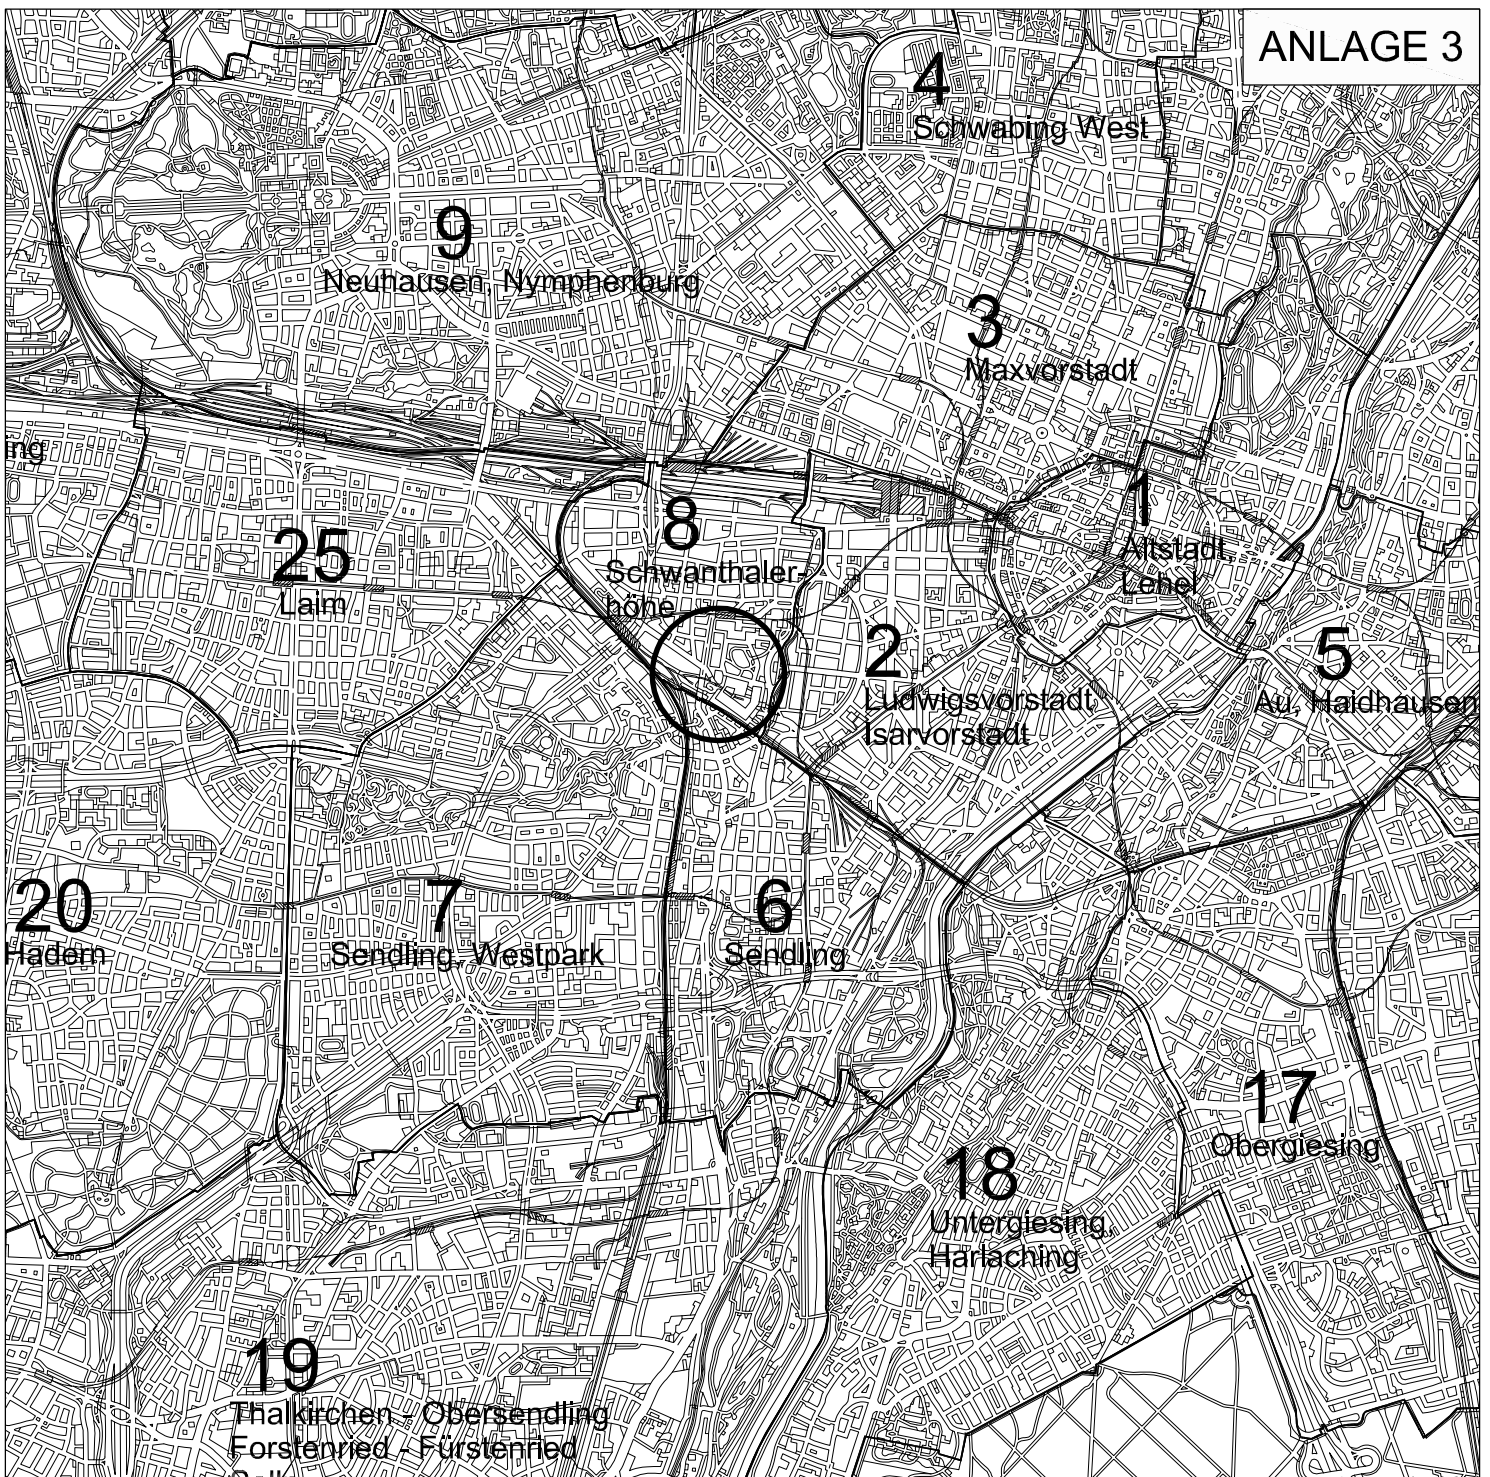 ANLAGE 3
4
Schwabing West
9
Neuhausen, Nymphenburg
3
Maxvorstadt
ing
8
Schwanthaler-
höhe
1
Altstadt,
Lehel
25
Laim
2
Ludwigsvorstadt
Isarvorstadt
5
Au, Haidhausen
20
Hadern
7
Sendling, Westpark
6
Sendling
17
Obergiesing
18
Untergiesing,
Harlaching
19
Thalkirchen - Obersendling
Forstenried - Fürstenried